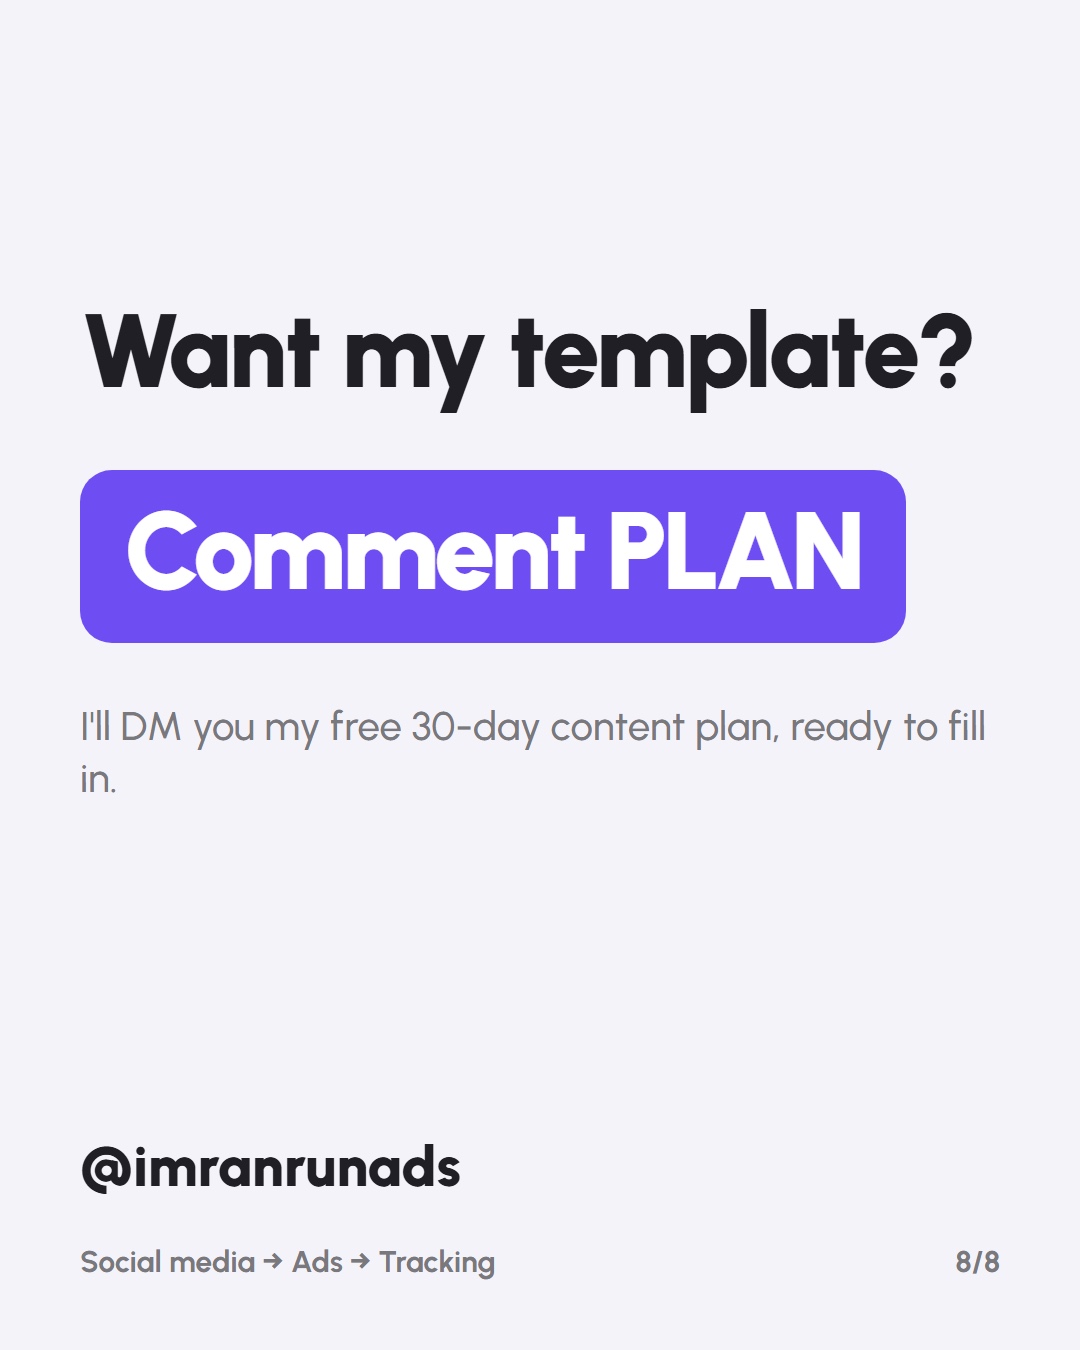 Want my template?
Comment PLAN
I'll DM you my free 30-day content plan, ready to fill
in.
@imranrunads
Social media → Ads → Tracking
8/8